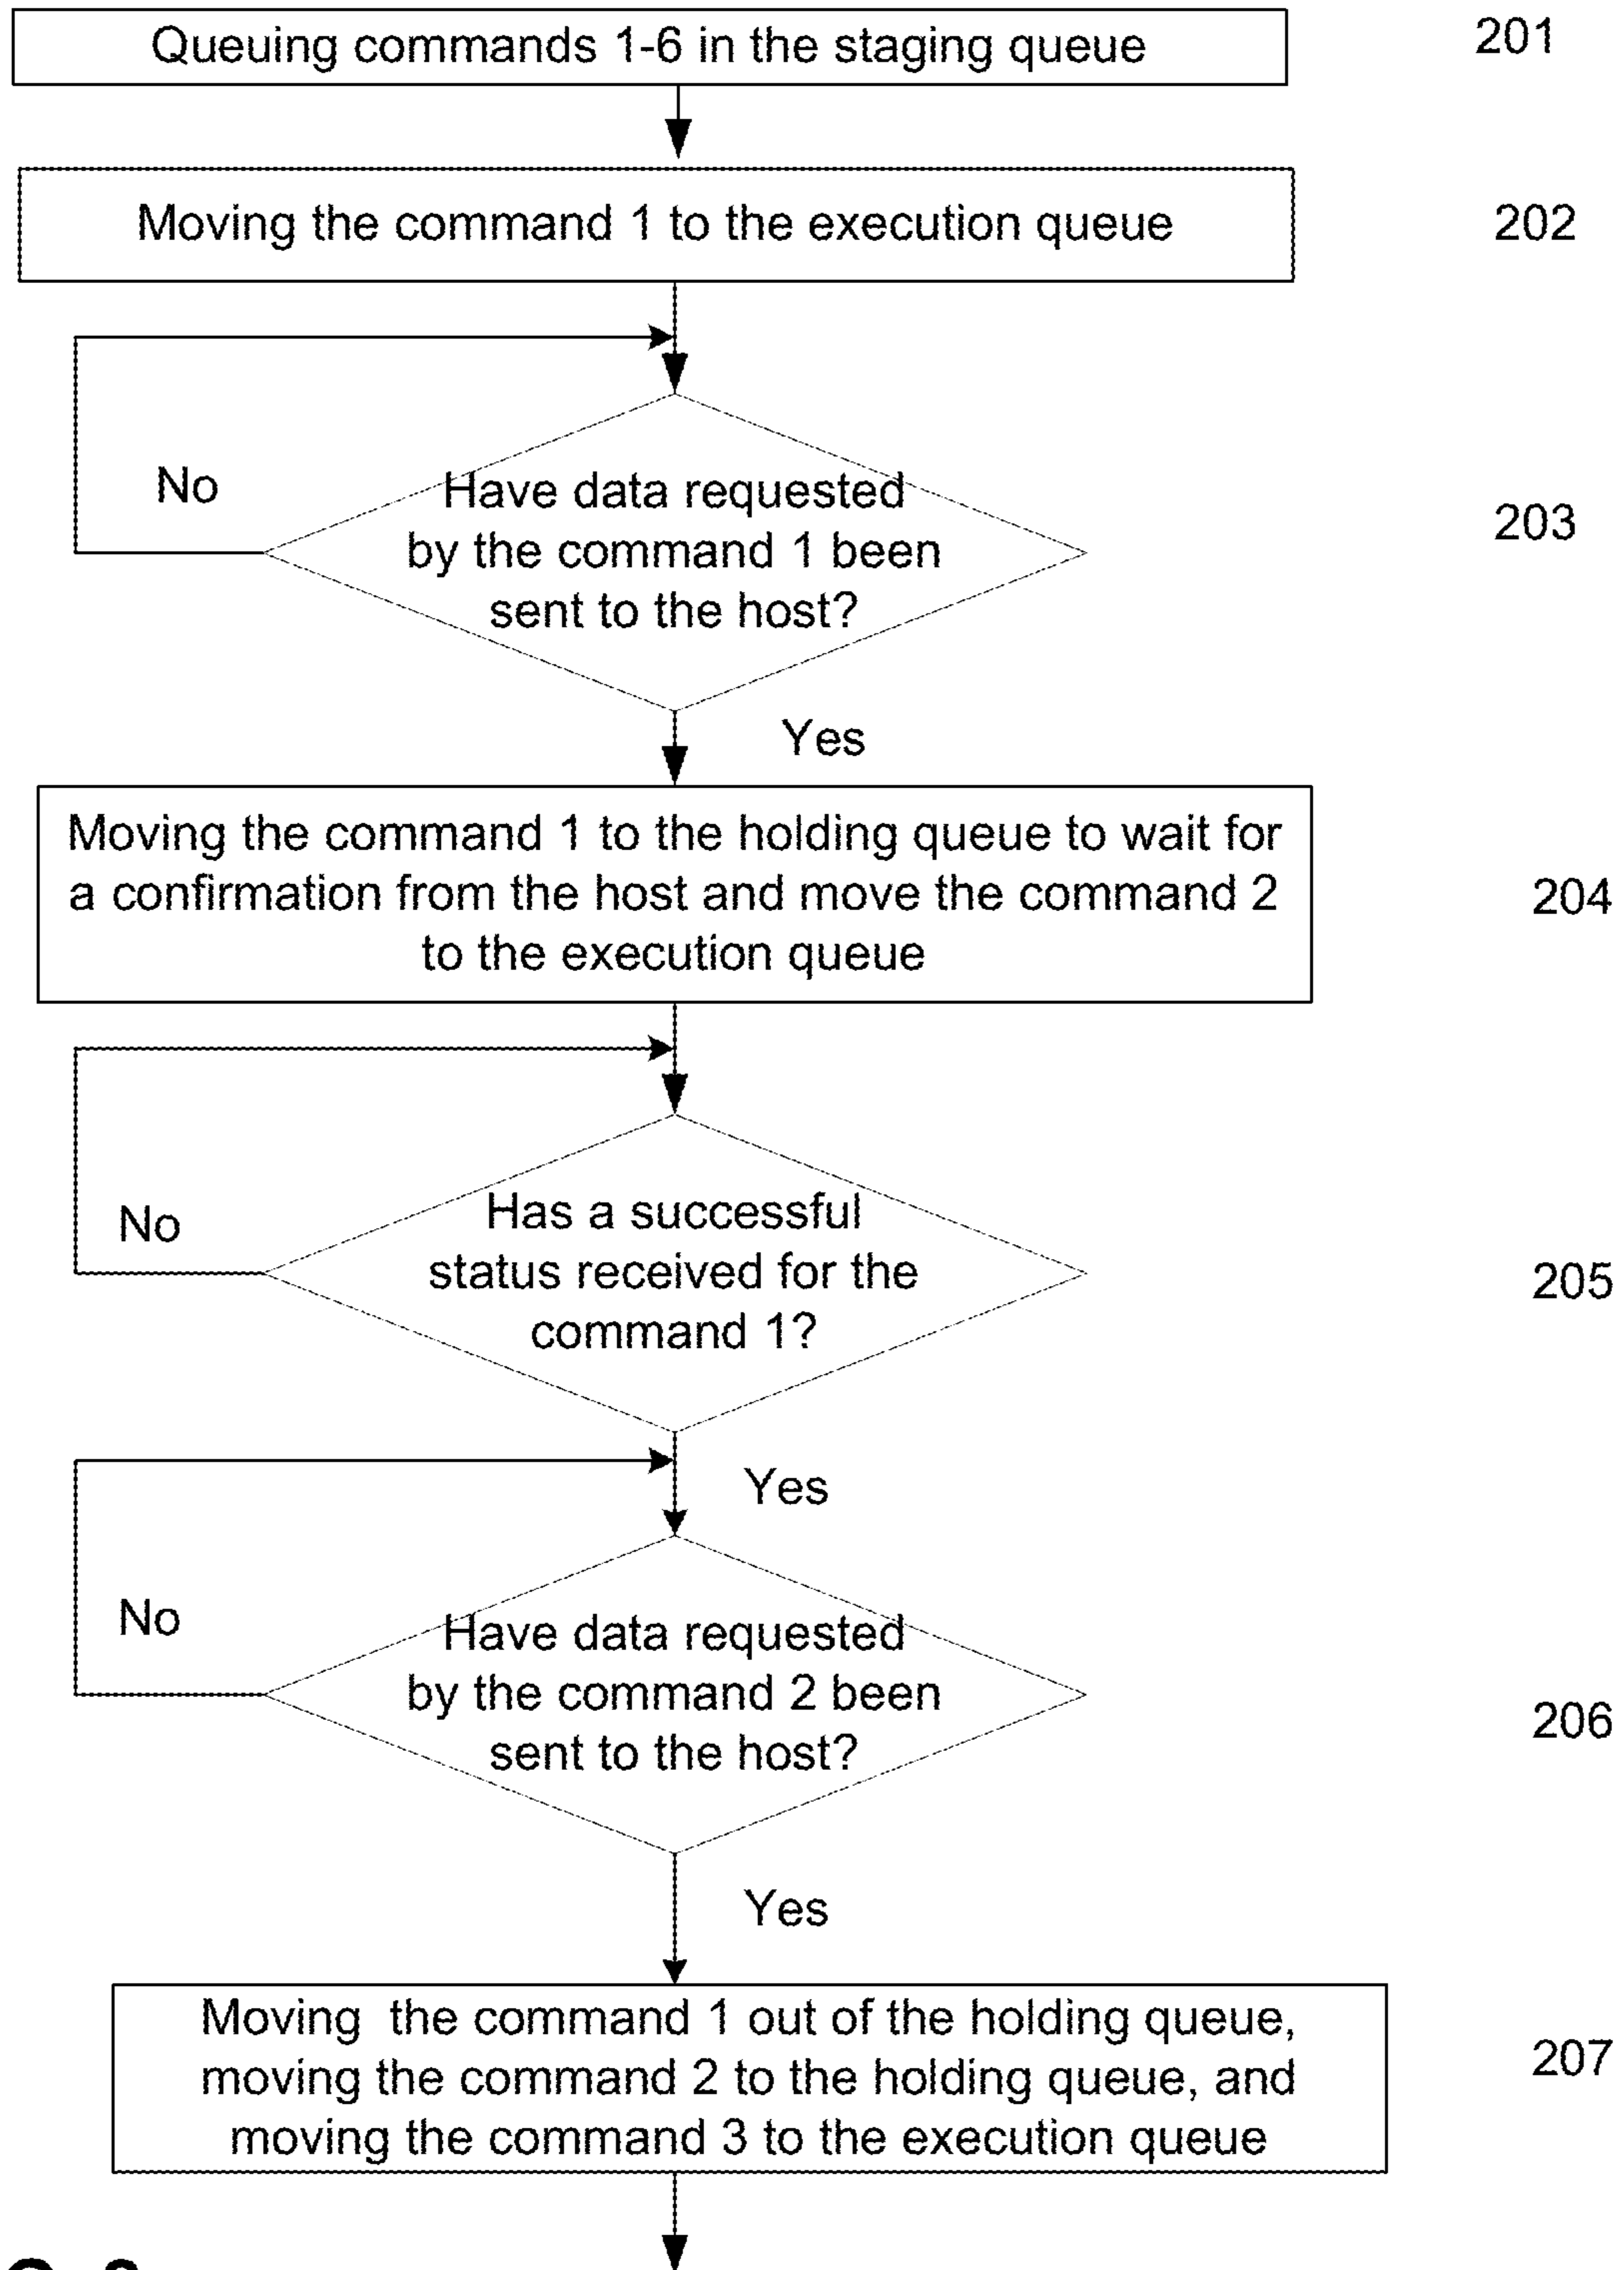 Queuing commands 1-6 in the staging queue
201
Moving the command 1 to the execution queue
202
No
Have data requested
by the command 1 been
sent to the host?
203
Yes
Moving the command 1 to the holding queue to wait for
a confirmation from the host and move the command 2
to the execution queue
204
No
Has a successful
status received for the
command 1?
205
Yes
No
Have data requested
by the command 2 been
sent to the host?
206
Yes
Moving the command 1 out of the holding queue,
moving the command 2 to the holding queue, and
moving the command 3 to the execution queue
207